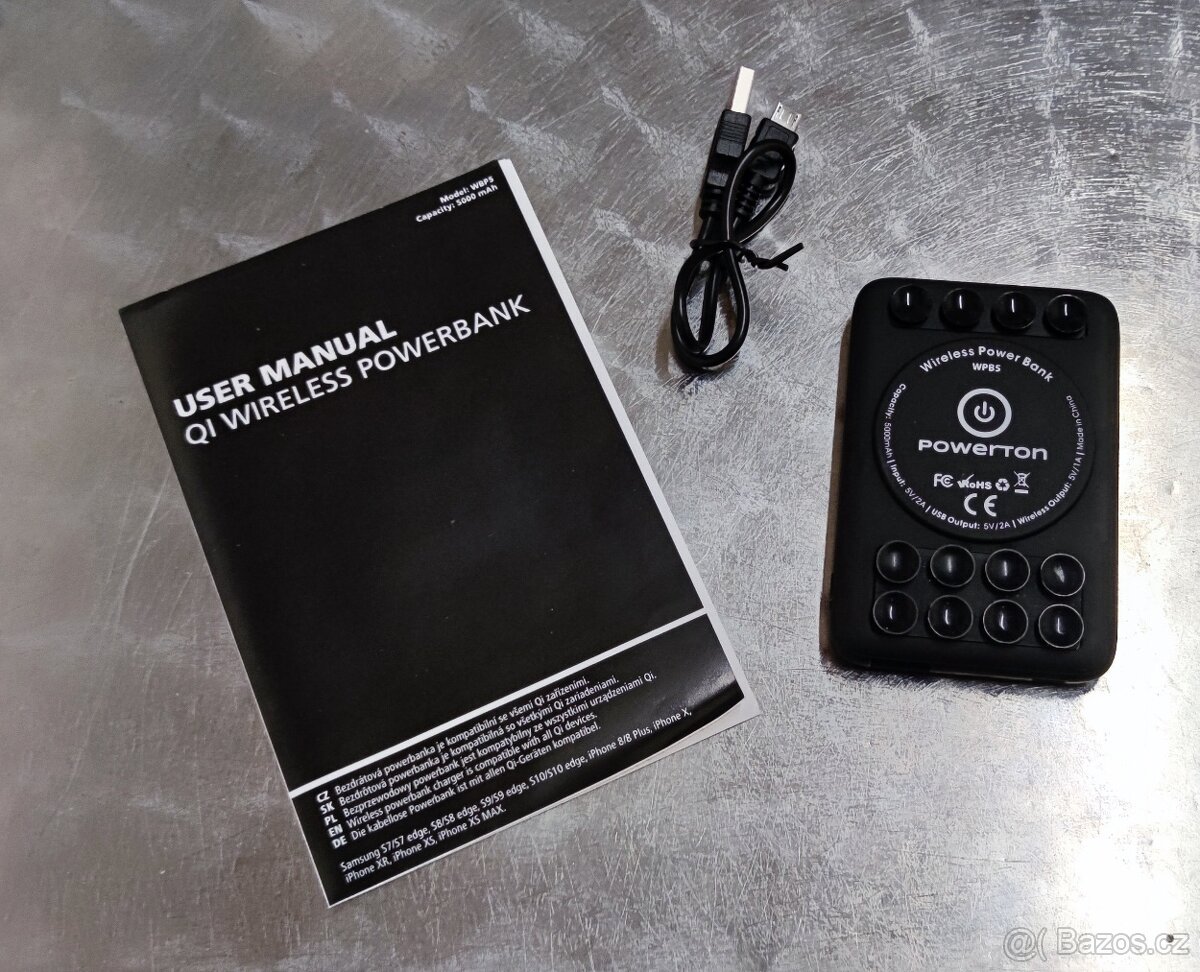 Model: WBP5
Capacity: 5000 mAh
USER MANUAL
QI WIRELESS POWERBANK
CZ Bezdrátová powerbanka je kompatibilní se všemi Qi zařízeními.
SK Bezdrôtová powerbanka je kompatibilná so všetkými Qi zariadeniami.
PL Bezprzewodowy powerbank jest kompatybilny ze wszystkimi urządzeniami Qi.
EN Wireless powerbank charger is compatible with all Qi devices.
DE Die kabellose Powerbank ist mit allen Qi-Geräten kompatibel.
Samsung S7/S7 edge, S8/S8 edge, S9/S9 edge, S10/S10 edge, iPhone 8/8 Plus, iPhone X,
iPhone XR, iPhone XS, iPhone XS MAX.
Wireless Power Bank
WPB5
POWERTON
FC RoHS
CE
Capacity: 5000mAh | Input: 5V/2A | USB Output: 5V/2A | Wireless Output: 5V/1A | Made in China
@( Bazos.cz